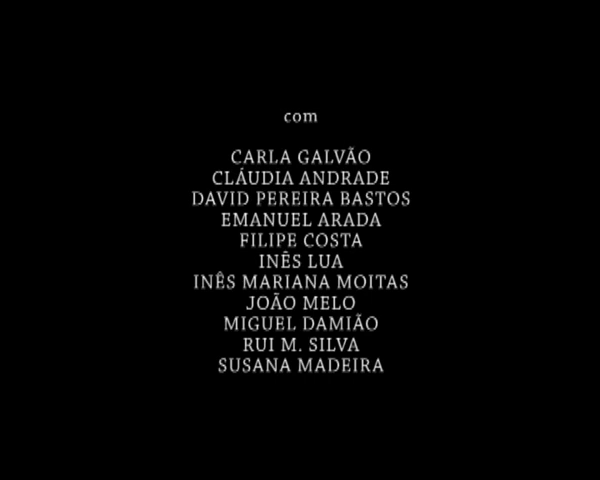 com
CARLA GALVÃO
CLÁUDIA ANDRADE
DAVID PEREIRA BASTOS
EMANUEL ARADA
FILIPE COSTA
INÊS LUA
INÊS MARIANA MOITAS
JOÃO MELO
MIGUEL DAMIÃO
RUI M. SILVA
SUSANA MADEIRA